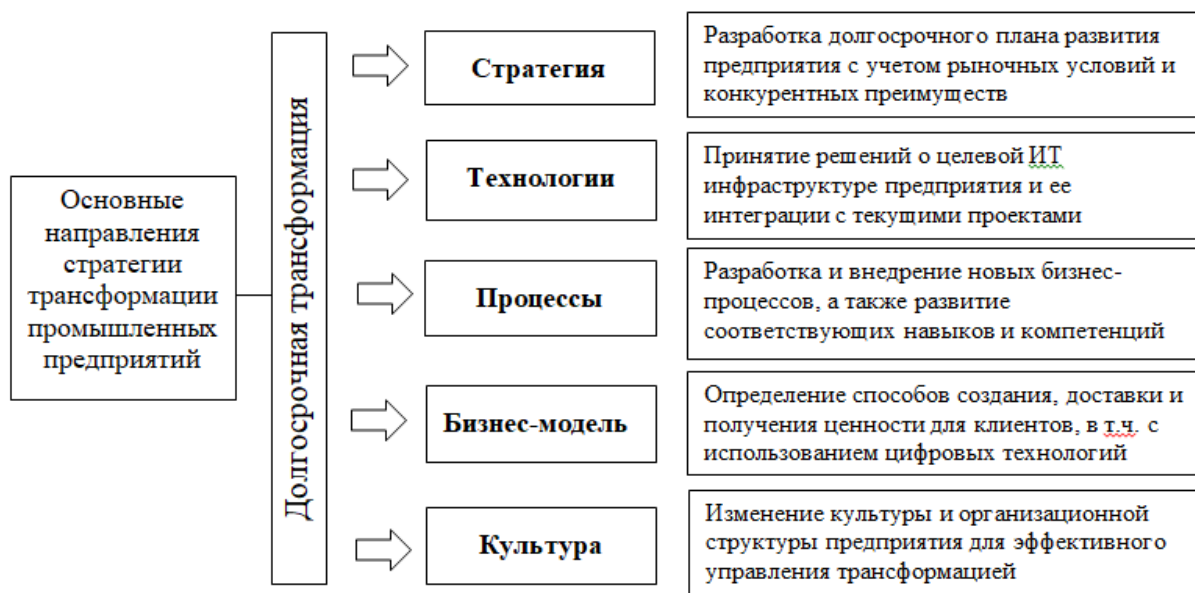 Основные
направления
стратегии
трансформации
промышленных
предприятий
Долгосрочная трансформация
Стратегия
Разработка долгосрочного плана развития
предприятия с учетом рыночных условий и
конкурентных преимуществ
Технологии
Принятие решений о целевой ИТ
инфраструктуре предприятия и ее
интеграции с текущими проектами
Процессы
Разработка и внедрение новых бизнес-
процессов, а также развитие
соответствующих навыков и компетенций
Бизнес-модель
Определение способов создания, доставки и
получения ценности для клиентов, в т.ч. с
использованием цифровых технологий
Культура
Изменение культуры и организационной
структуры предприятия для эффективного
управления трансформацией